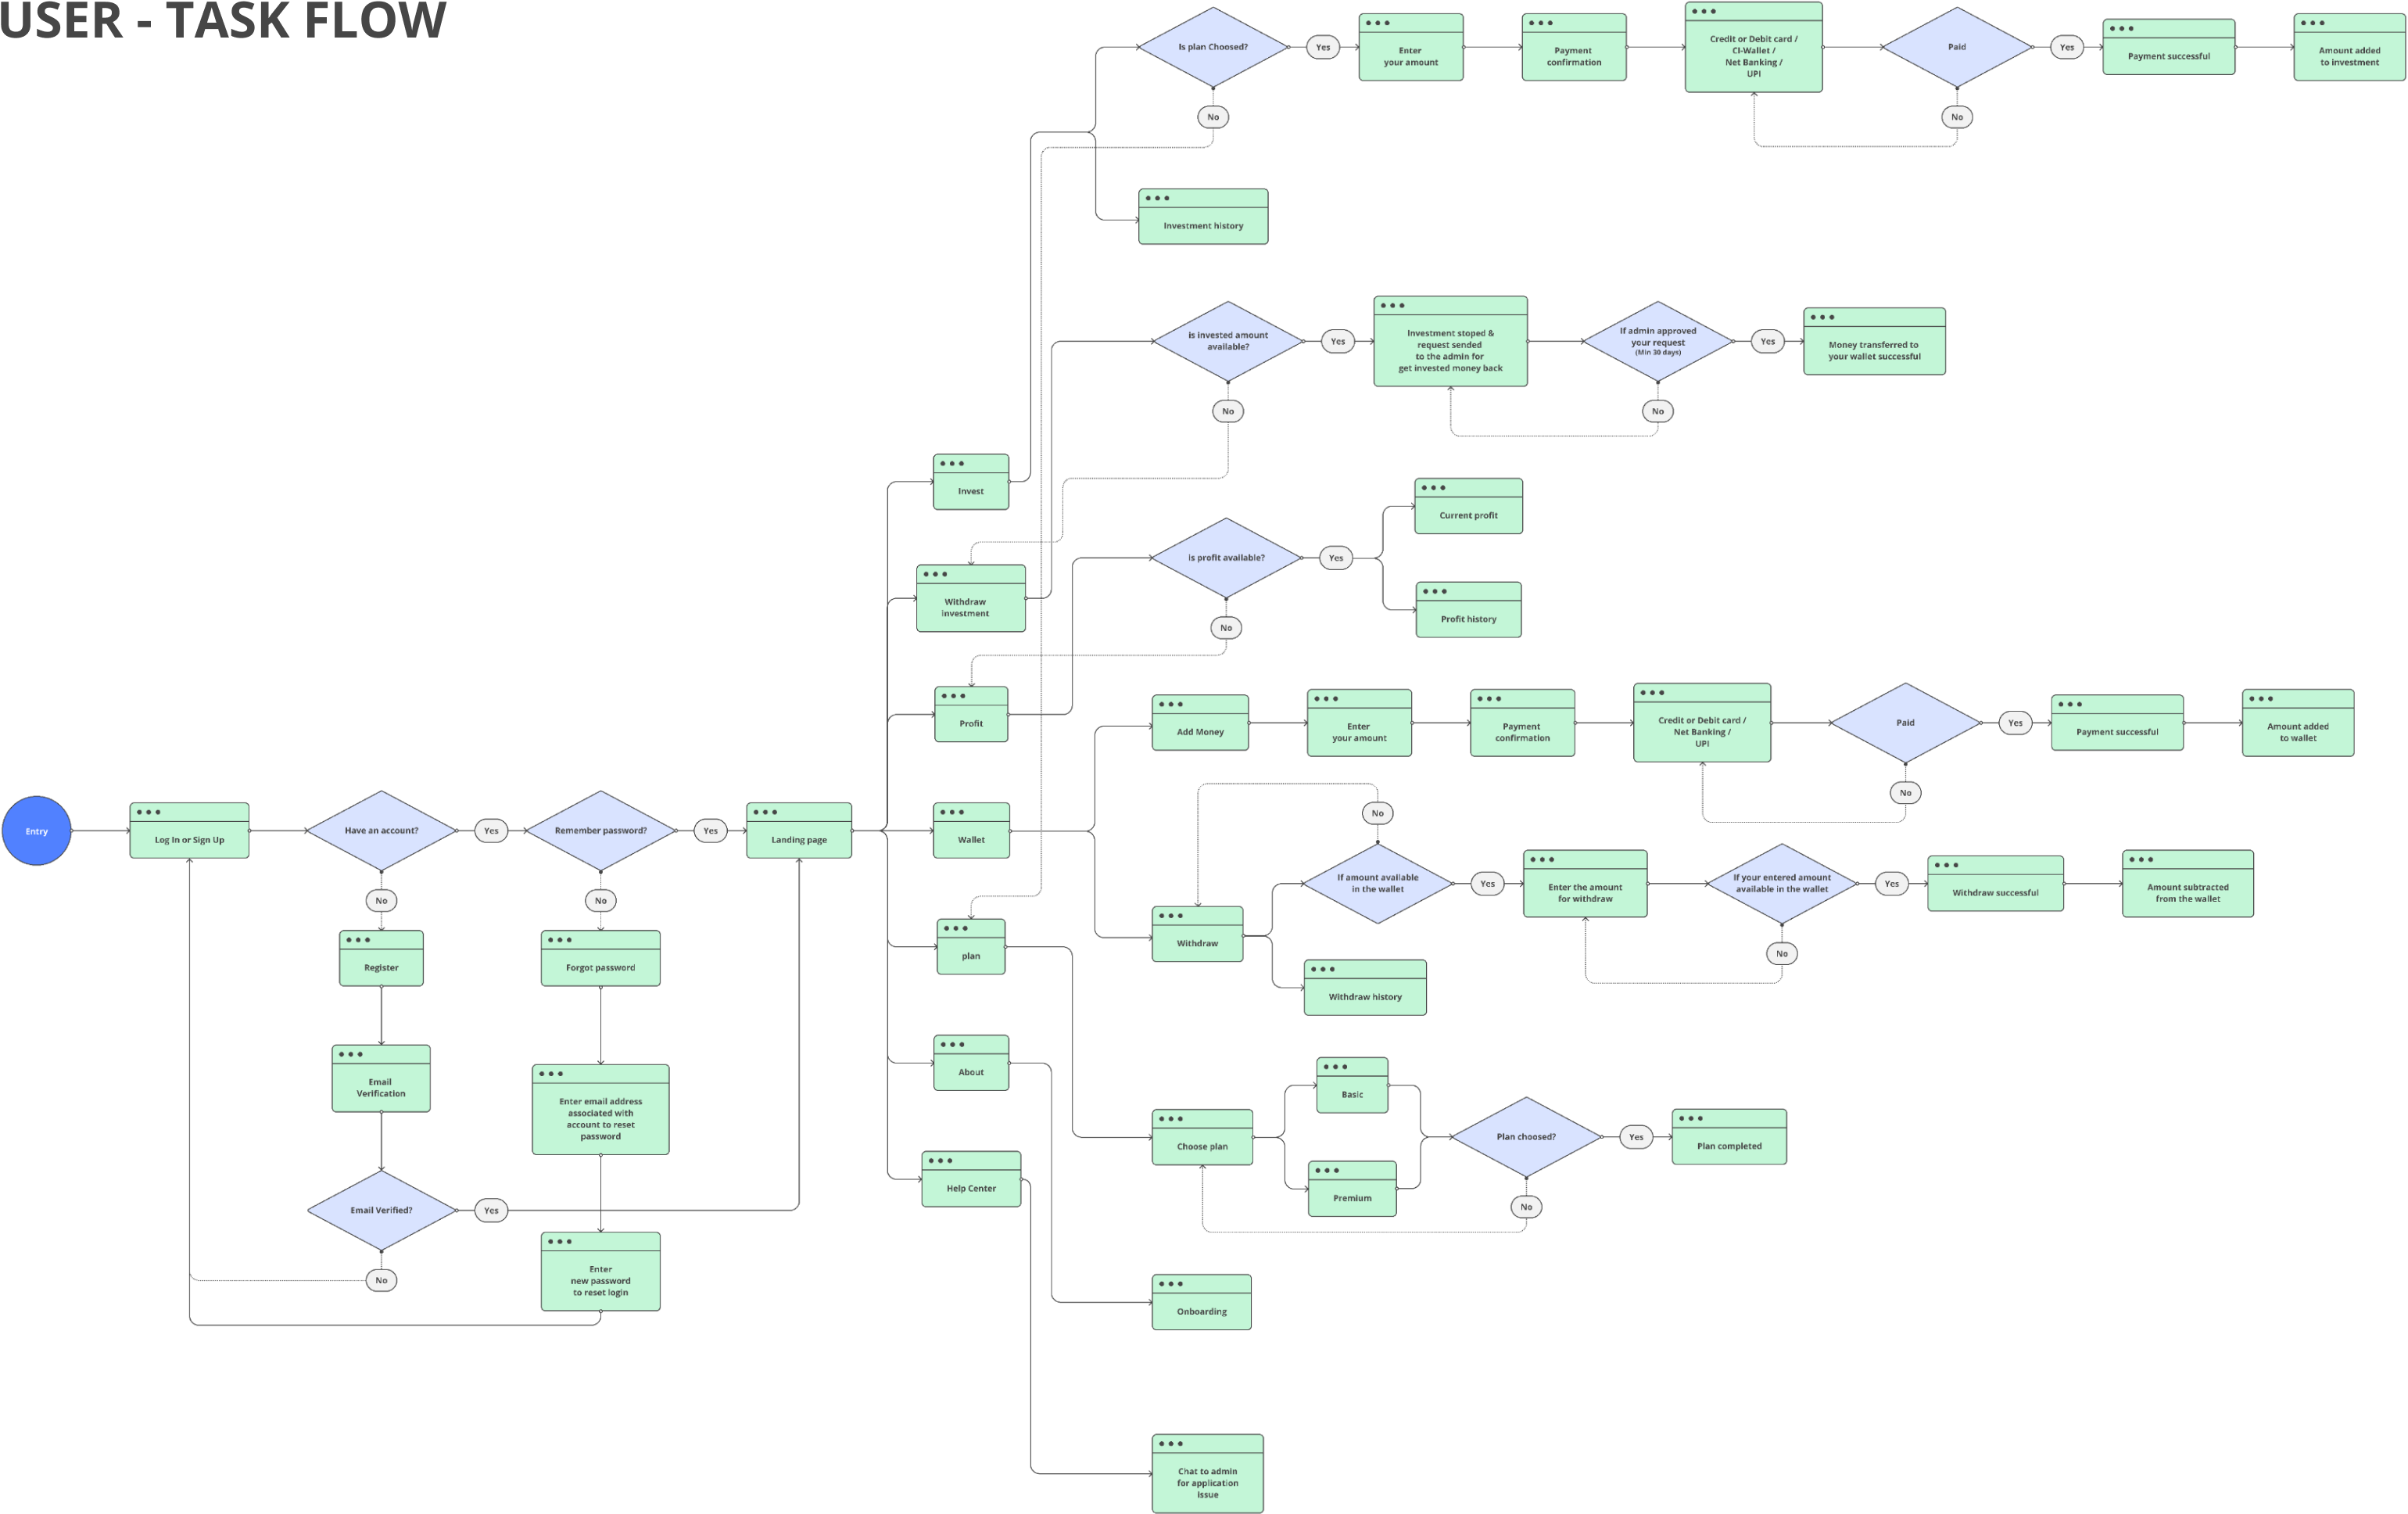 USER - TASK FLOW
Is plan Choosed?
Yes
Enter
your amount
Payment
confirmation
Credit or Debit card /
CI-Wallet /
Net Banking /
UPI
Paid
Yes
Payment successful
Amount added
to investment
No
No
Investment history
is invested amount
available?
Yes
Investment stoped &
request sended
to the admin for
get invested money back
If admin approved
your request
(Min 30 days)
Yes
Money transferred to
your wallet successful
No
No
Invest
Current profit
Withdraw
investment
Is profit available?
Yes
Profit history
No
Profit
Add Money
Enter
your amount
Payment
confirmation
Credit or Debit card /
Net Banking /
UPI
Paid
Yes
Payment successful
Amount added
to wallet
No
Entry
Log In or Sign Up
Have an account?
Yes
Remember password?
Yes
Landing page
Wallet
No
If amount avaliable
in the wallet
Yes
Enter the amount
for withdraw
If your entered amount
available in the wallet
Yes
Withdraw successful
Amount subtracted
from the wallet
No
No
No
Withdraw
Withdraw history
Register
Forgot password
plan
Email
Verification
Enter email address
associated with
account to reset
password
About
Basic
Choose plan
Plan choosed?
Yes
Plan completed
Premium
No
Help Center
Email Verified?
Yes
No
Enter
new password
to reset login
Onboarding
Chat to admin
for application
issue